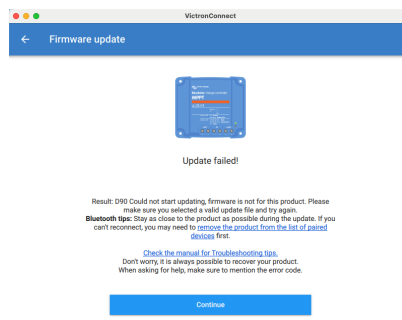 VictronConnect
Firmware update
Update failed!
Result: D90 Could not start updating, firmware is not for this product. Please
make sure you selected a valid update file and try again.
Bluetooth tips: Stay as close to the product as possible during the update. If you
can't reconnect, you may need to remove the product from the list of paired
devices first.
Check the manual for Troubleshooting tips.
Don't worry, it is always possible to recover your product.
When asking for help, make sure to mention the error code.
Continue